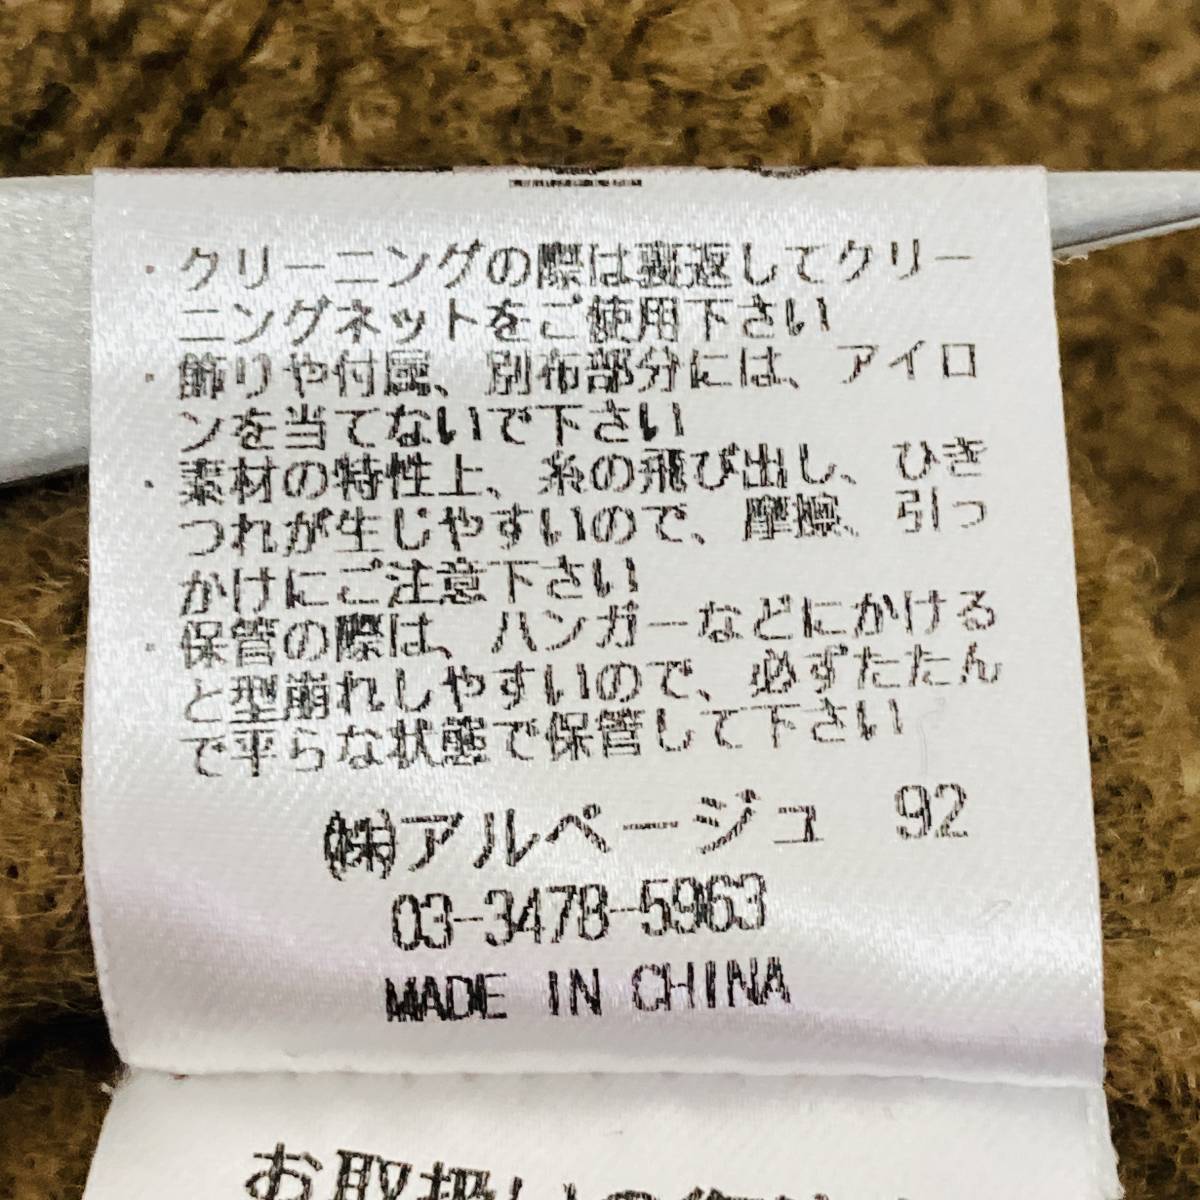 ・クリーニングの際は裏返してクリー
ニングネットをご使用下さい
・飾りや付属、別布部分には、アイロ
ンを当てないで下さい
・素材の特性上、糸の飛び出し、ひき
つれが生じやすいので、摩擦、引っ
かけにご注意下さい
・保管の際は、ハンガーなどにかける
と型崩れしやすいので、必ずたたん
で平らな状態で保管して下さい
㈱アルページュ 92
03-3478-5963
MADE IN CHINA
お取扱いの